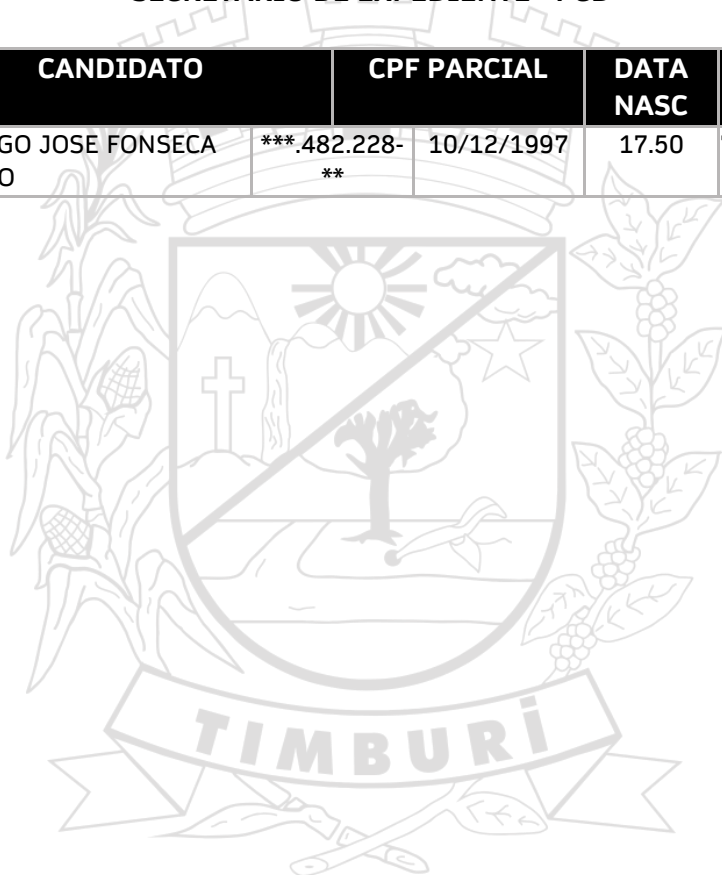 CANDIDATO CPF PARCIAL DATA
NASC
GO JOSE FONSECA ***.482.228- 10/12/1997 17.50
O **
TIMBURI